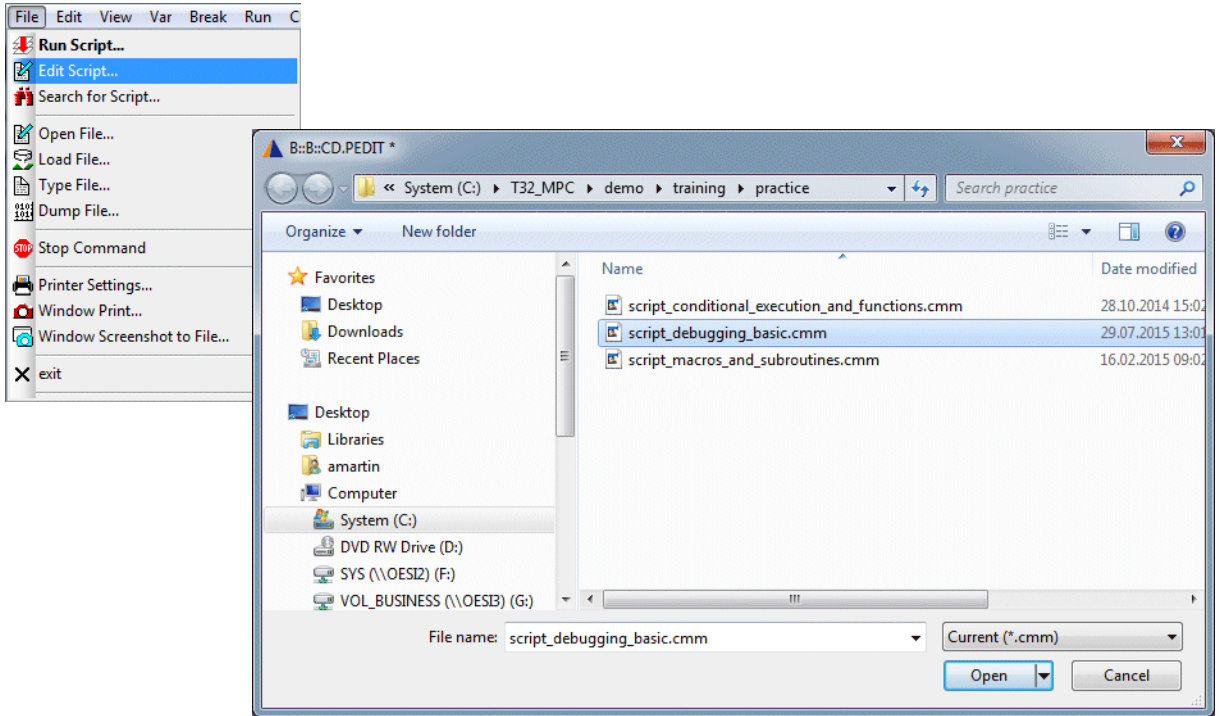 File Edit View Var Break Run C
Run Script...
Edit Script...
Search for Script...
Open File...
Load File...
Type File...
Dump File...
Stop Command
Printer Settings...
Window Print...
Window Screenshot to File...
exit
B::B::CD.PEDIT *
« System (C:) T32_MPC demo training practice
Search practice
Organize New folder
Favorites
Desktop
Downloads
Recent Places
Desktop
Libraries
amartin
Computer
System (C:)
DVD RW Drive (D:)
SYS (\\OESI2) (F:)
VOL_BUSINESS (\\OESI3) (G:)
Name Date modified
script_conditional_execution_and_functions.cmm 28.10.2014 15:02
script_debugging_basic.cmm 29.07.2015 13:01
script_macros_and_subroutines.cmm 16.02.2015 09:02
File name: script_debugging_basic.cmm Current (*.cmm)
Open Cancel